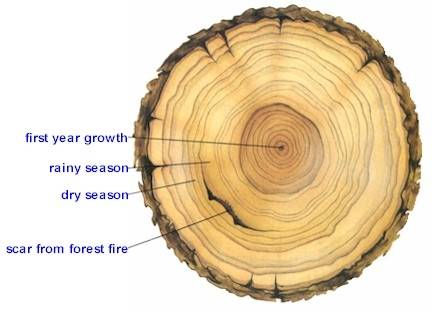 first year growth
rainy season
dry season
scar from forest fire